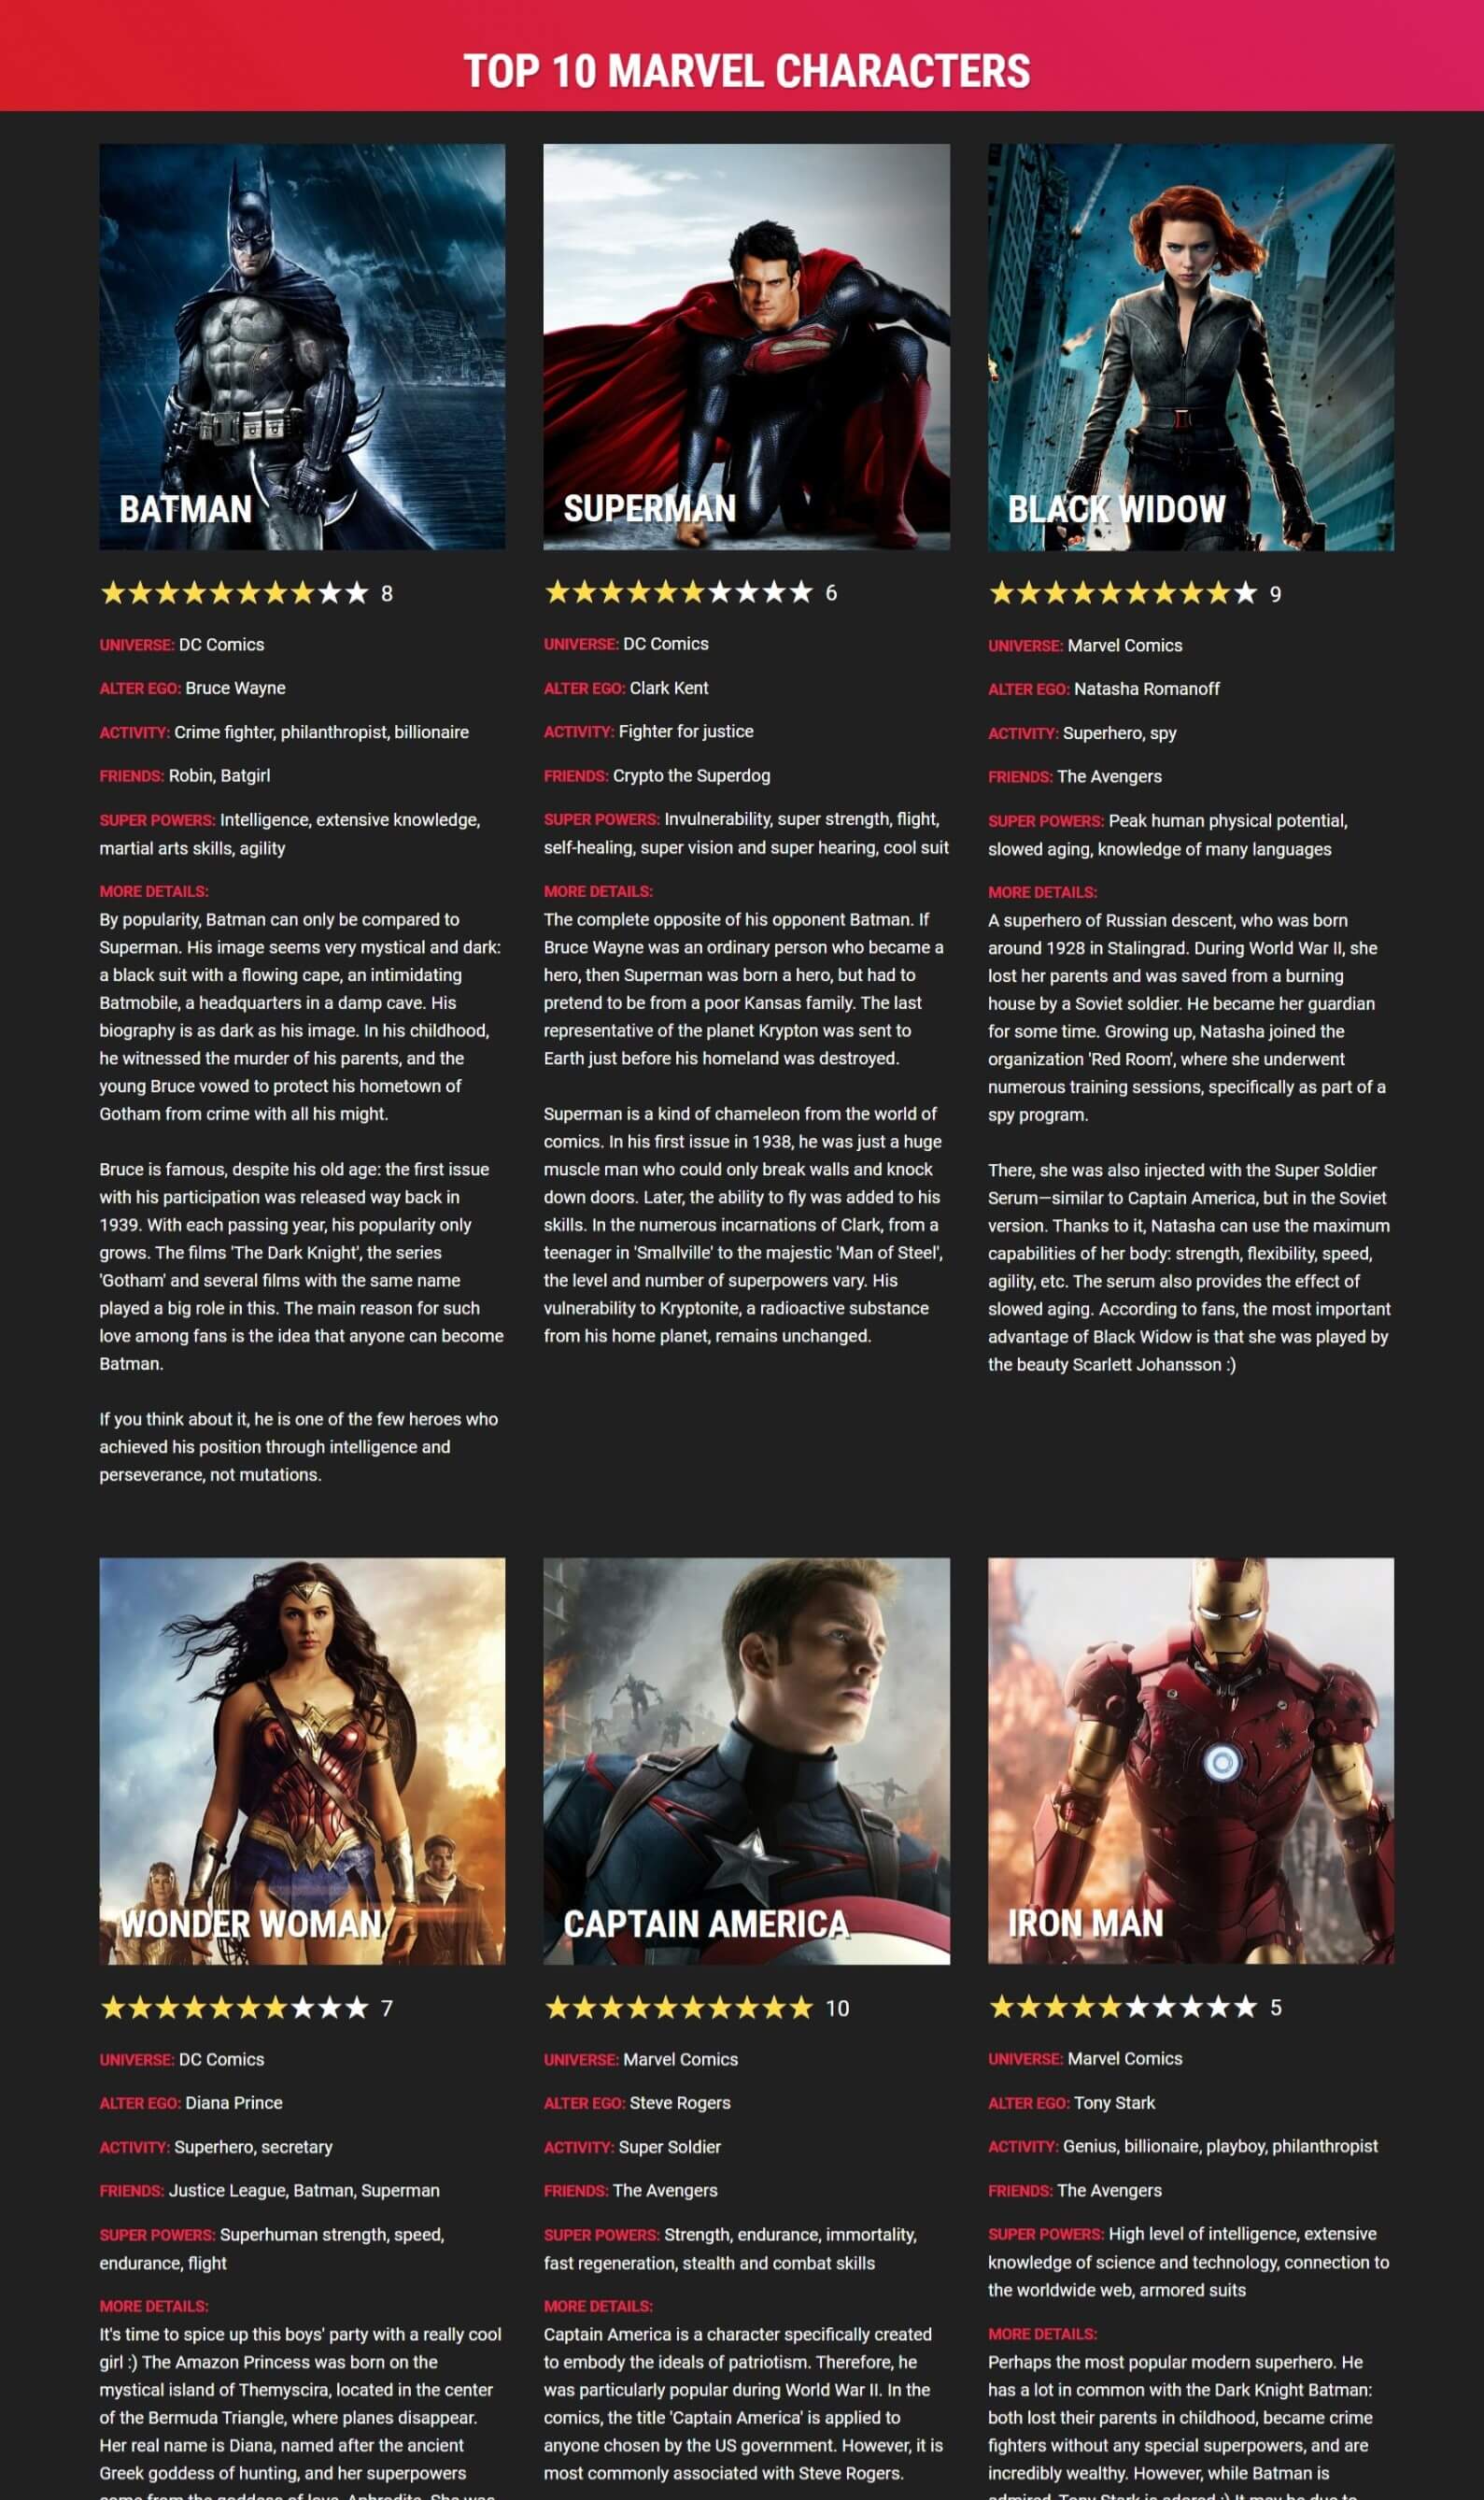 TOP 10 MARVEL CHARACTERS
BATMAN
8
UNIVERSE: DC Comics
ALTER EGO: Bruce Wayne
ACTIVITY: Crime fighter, philanthropist, billionaire
FRIENDS: Robin, Batgirl
SUPER POWERS: Intelligence, extensive knowledge,
martial arts skills, agility
MORE DETAILS:
By popularity, Batman can only be compared to
Superman. His image seems very mystical and dark:
a black suit with a flowing cape, an intimidating
Batmobile, a headquarters in a damp cave. His
biography is as dark as his image. In his childhood,
he witnessed the murder of his parents, and the
young Bruce vowed to protect his hometown of
Gotham from crime with all his might.
Bruce is famous, despite his old age: the first issue
with his participation was released way back in
1939. With each passing year, his popularity only
grows. The films 'The Dark Knight', the series
'Gotham' and several films with the same name
played a big role in this. The main reason for such
love among fans is the idea that anyone can become
Batman.
If you think about it, he is one of the few heroes who
achieved his position through intelligence and
perseverance, not mutations.
SUPERMAN
6
UNIVERSE: DC Comics
ALTER EGO: Clark Kent
ACTIVITY: Fighter for justice
FRIENDS: Crypto the Superdog
SUPER POWERS: Invulnerability, super strength, flight,
self-healing, super vision and super hearing, cool suit
MORE DETAILS:
The complete opposite of his opponent Batman. If
Bruce Wayne was an ordinary person who became a
hero, then Superman was born a hero, but had to
pretend to be from a poor Kansas family. The last
representative of the planet Krypton was sent to
Earth just before his homeland was destroyed.
Superman is a kind of chameleon from the world of
comics. In his first issue in 1938, he was just a huge
muscle man who could only break walls and knock
down doors. Later, the ability to fly was added to his
skills. In the numerous incarnations of Clark, from a
teenager in 'Smallville' to the majestic 'Man of Steel',
the level and number of superpowers vary. His
vulnerability to Kryptonite, a radioactive substance
from his home planet, remains unchanged.
BLACK WIDOW
9
UNIVERSE: Marvel Comics
ALTER EGO: Natasha Romanoff
ACTIVITY: Superhero, spy
FRIENDS: The Avengers
SUPER POWERS: Peak human physical potential,
slowed aging, knowledge of many languages
MORE DETAILS:
A superhero of Russian descent, who was born
around 1928 in Stalingrad. During World War II, she
lost her parents and was saved from a burning
house by a Soviet soldier. He became her guardian
for some time. Growing up, Natasha joined the
organization 'Red Room', where she underwent
numerous training sessions, specifically as part of a
spy program.
There, she was also injected with the Super Soldier
Serum—similar to Captain America, but in the Soviet
version. Thanks to it, Natasha can use the maximum
capabilities of her body: strength, flexibility, speed,
agility, etc. The serum also provides the effect of
slowed aging. According to fans, the most important
advantage of Black Widow is that she was played by
the beauty Scarlett Johansson :)
WONDER WOMAN
7
UNIVERSE: DC Comics
ALTER EGO: Diana Prince
ACTIVITY: Superhero, secretary
FRIENDS: Justice League, Batman, Superman
SUPER POWERS: Superhuman strength, speed,
endurance, flight
MORE DETAILS:
It's time to spice up this boys' party with a really cool
girl :) The Amazon Princess was born on the
mystical island of Themyscira, located in the center
of the Bermuda Triangle, where planes disappear.
Her real name is Diana, named after the ancient
Greek goddess of hunting, and her superpowers
came from the goddess of love, Aphrodite. She was
CAPTAIN AMERICA
10
UNIVERSE: Marvel Comics
ALTER EGO: Steve Rogers
ACTIVITY: Super Soldier
FRIENDS: The Avengers
SUPER POWERS: Strength, endurance, immortality,
fast regeneration, stealth and combat skills
MORE DETAILS:
Captain America is a character specifically created
to embody the ideals of patriotism. Therefore, he
was particularly popular during World War II. In the
comics, the title 'Captain America' is applied to
anyone chosen by the US government. However, it is
most commonly associated with Steve Rogers.
IRON MAN
5
UNIVERSE: Marvel Comics
ALTER EGO: Tony Stark
ACTIVITY: Genius, billionaire, playboy, philanthropist
FRIENDS: The Avengers
SUPER POWERS: High level of intelligence, extensive
knowledge of science and technology, connection to
the worldwide web, armored suits
MORE DETAILS:
Perhaps the most popular modern superhero. He
has a lot in common with the Dark Knight Batman:
both lost their parents in childhood, became crime
fighters without any special superpowers, and are
incredibly wealthy. However, while Batman is
admired, Tony Stark is adored :) It may be due to